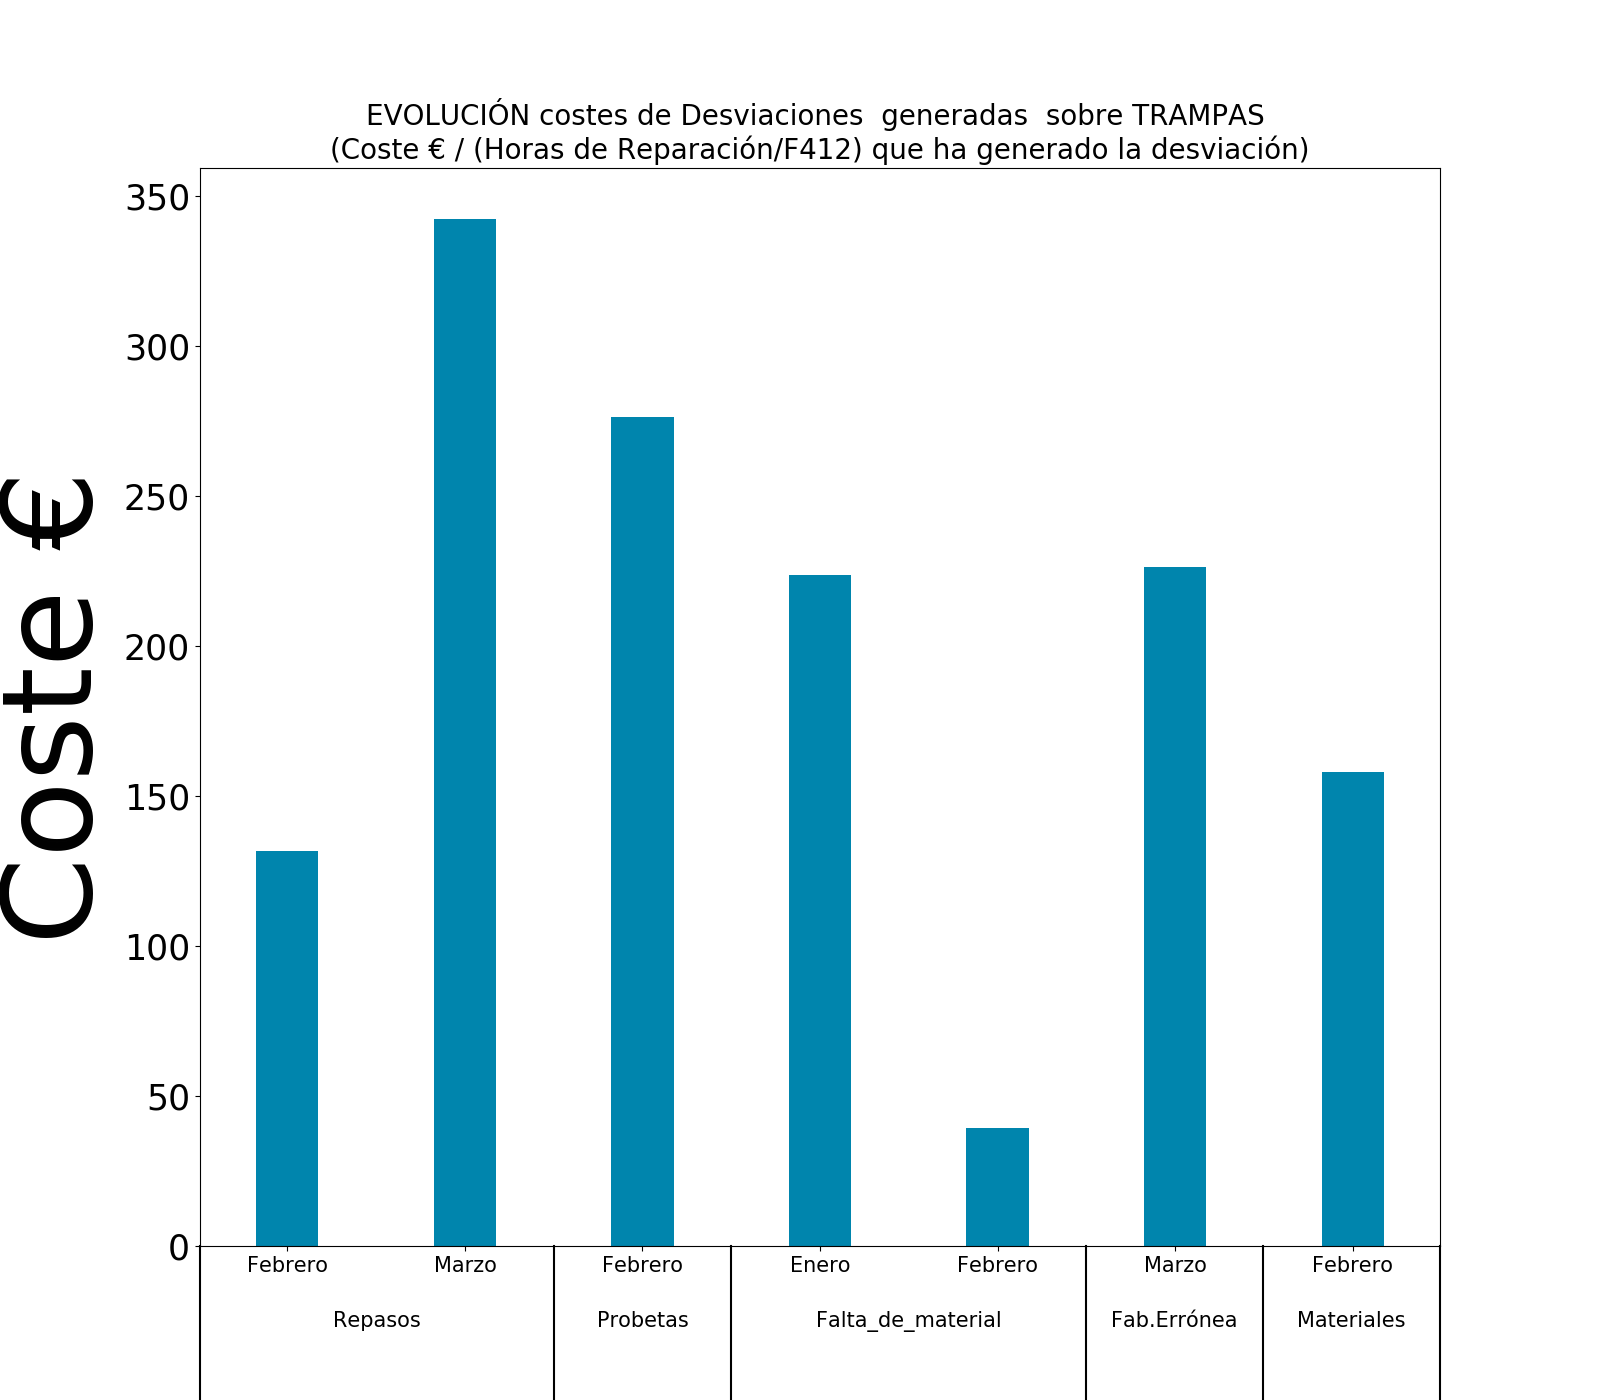 EVOLUCIÓN costes de Desviaciones  generadas  sobre TRAMPAS
(Coste € / (Horas de Reparación/F412) que ha generado la desviación)
Coste €
350
300
250
200
150
100
50
0
Febrero Marzo Febrero Enero Febrero Marzo Febrero
Repasos Probetas Falta_de_material Fab.Errónea Materiales